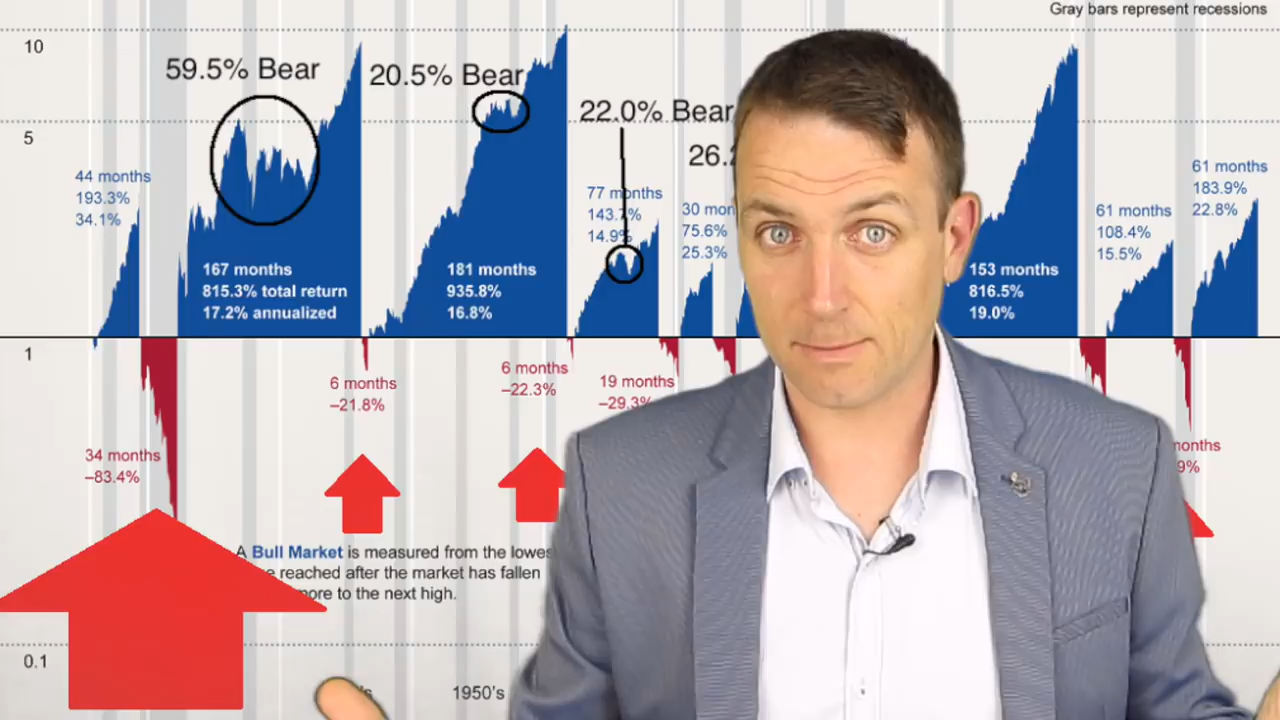 Gray bars represent recessions
10
59.5% Bear
20.5% Bear
5
22.0% Bear
26.
44 months
193.3%
34.1%
77 months
143.7%
14.9%
30 mon
75.6%
25.3%
61 months
108.4%
15.5%
61 months
183.9%
22.8%
167 months
815.3% total return
17.2% annualized
181 months
935.8%
16.8%
153 months
816.5%
19.0%
1
6 months
–21.8%
6 months
–22.3%
19 months
–29.3%
34 months
–83.4%
onths
9%
A Bull Market is measured from the lowes
e reached after the market has fallen
more to the next high.
0.1
's
1950's